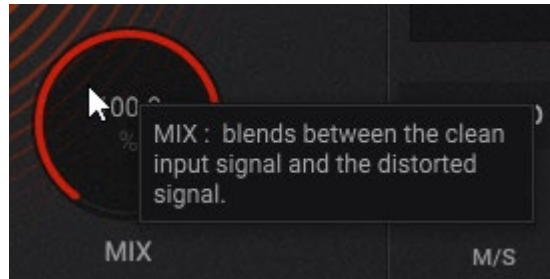 %
MIX : blends between the clean
input signal and the distorted
signal.
MIX
M/S